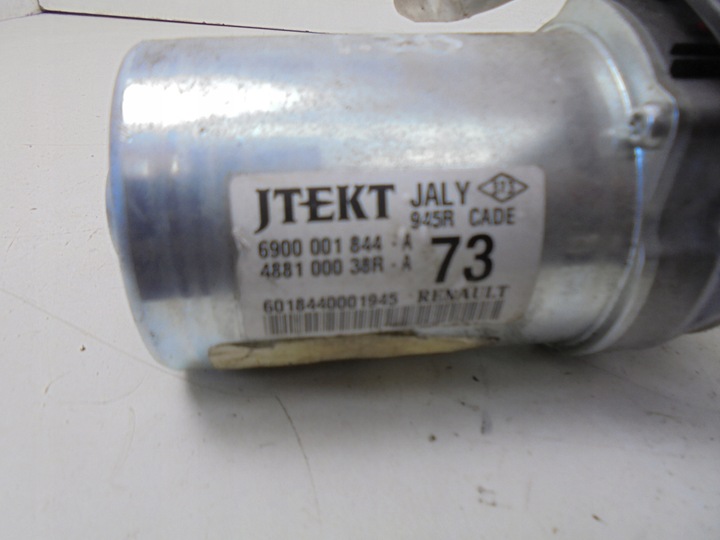 JTEKT JALY
945R CADE
6900 001 844 - A
4881 000 38R - A
73
6018440001945 RENAULT